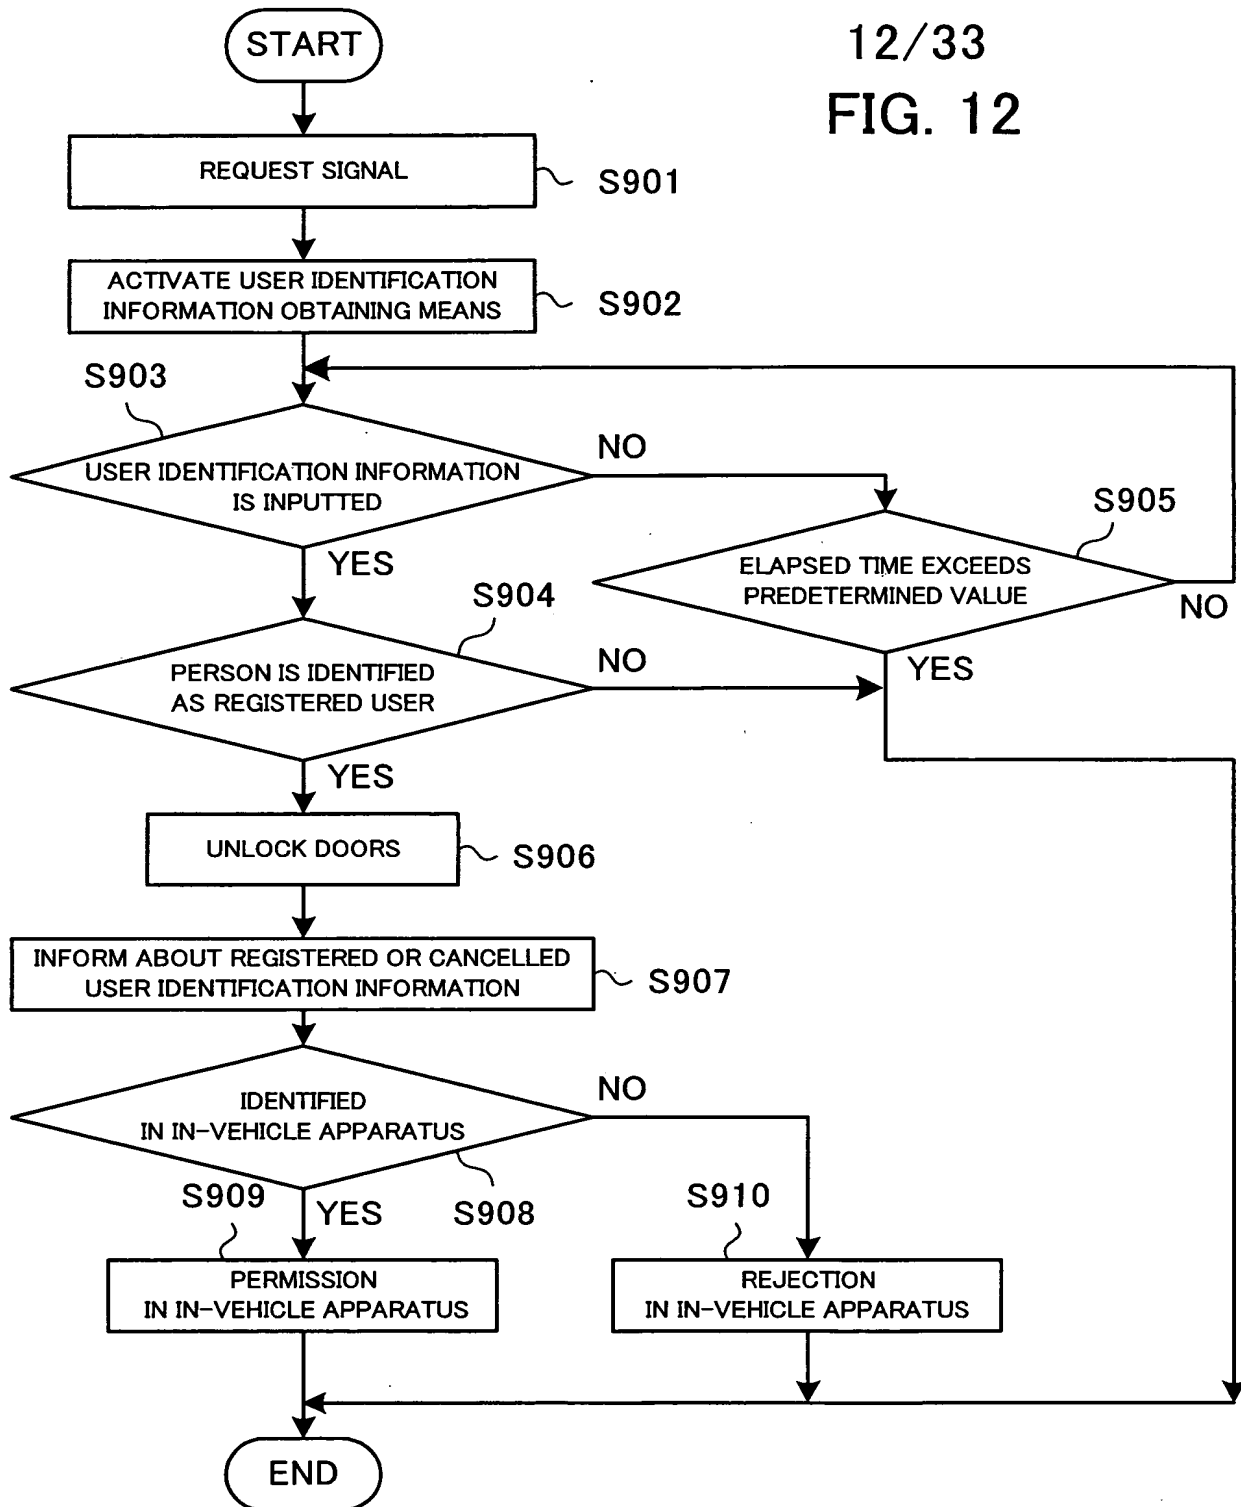 START
12/33
FIG. 12
REQUEST SIGNAL
S901
ACTIVATE USER IDENTIFICATION
INFORMATION OBTAINING MEANS
S902
S903
USER IDENTIFICATION INFORMATION
IS INPUTTED
NO
YES
S905
ELAPSED TIME EXCEEDS
PREDETERMINED VALUE
NO
YES
S904
PERSON IS IDENTIFIED
AS REGISTERED USER
NO
YES
UNLOCK DOORS
S906
INFORM ABOUT REGISTERED OR CANCELLED
USER IDENTIFICATION INFORMATION
S907
IDENTIFIED
IN IN-VEHICLE APPARATUS
NO
S908
YES
S909
PERMISSION
IN IN-VEHICLE APPARATUS
S910
REJECTION
IN IN-VEHICLE APPARATUS
END